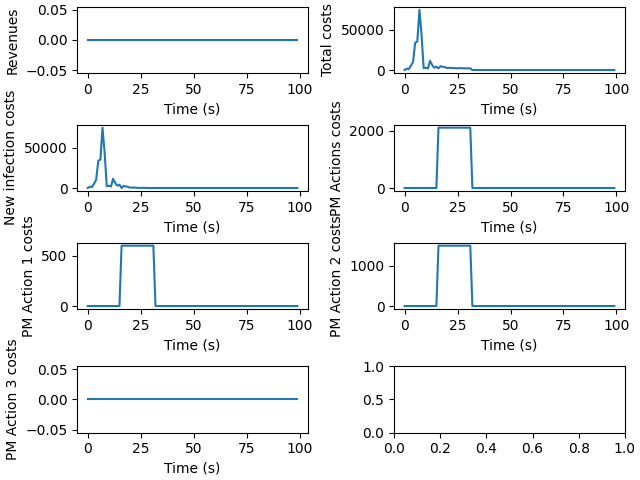 Revenues
0.05
0.00
−0.05
0 25 50 75 100
Time (s)
Total costs
50000
0
0 25 50 75 100
Time (s)
New infection costs
50000
0
0 25 50 75 100
Time (s)
PM Actions costs
2000
0
0 25 50 75 100
Time (s)
PM Action 1 costs
500
0
0 25 50 75 100
Time (s)
PM Action 2 costs
1000
0
0 25 50 75 100
Time (s)
PM Action 3 costs
0.05
0.00
−0.05
0 25 50 75 100
Time (s)
1.0
0.5
0.0
0.0 0.2 0.4 0.6 0.8 1.0